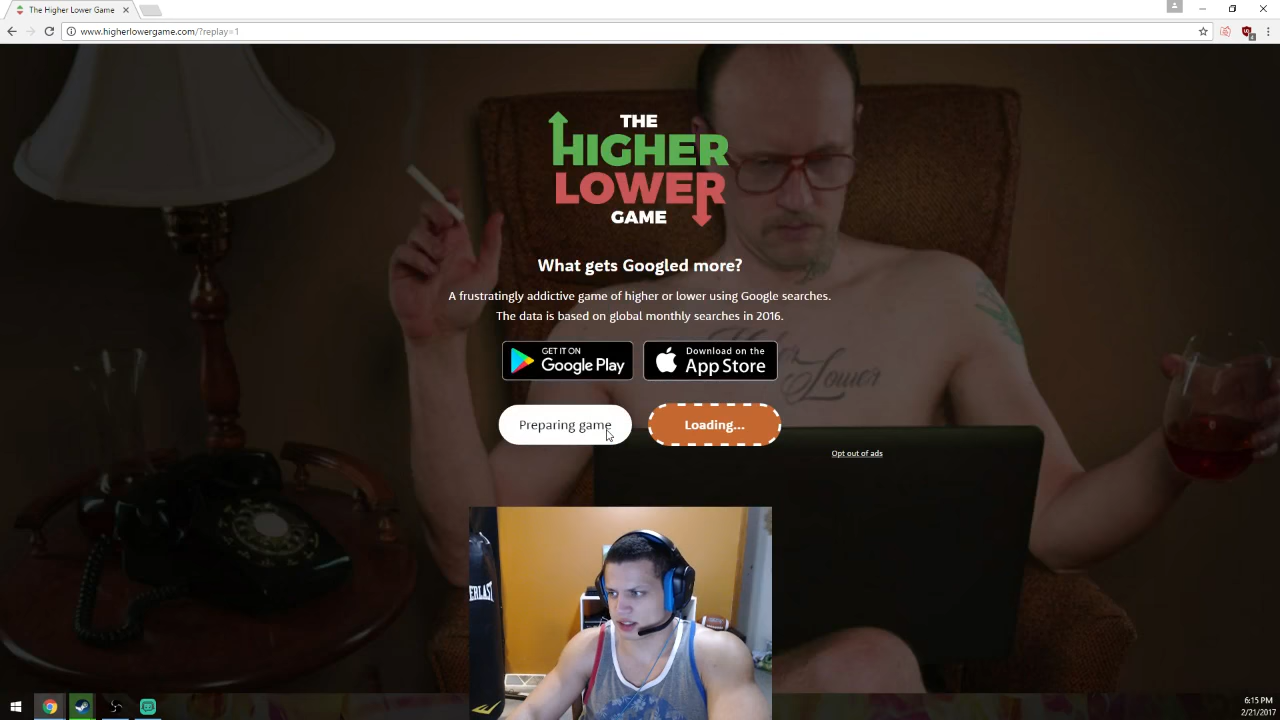 The Higher Lower Game
www.higherlowergame.com/?replay=1
THE
HIGHER
LOWER
GAME
What gets Googled more?
A frustratingly addictive game of higher or lower using Google searches.
The data is based on global monthly searches in 2016.
GET IT ON
Google Play
Download on the
App Store
Higher
Lower
Preparing game
Loading...
Opt out of ads
ERLAST
6:15 PM
2/21/2017